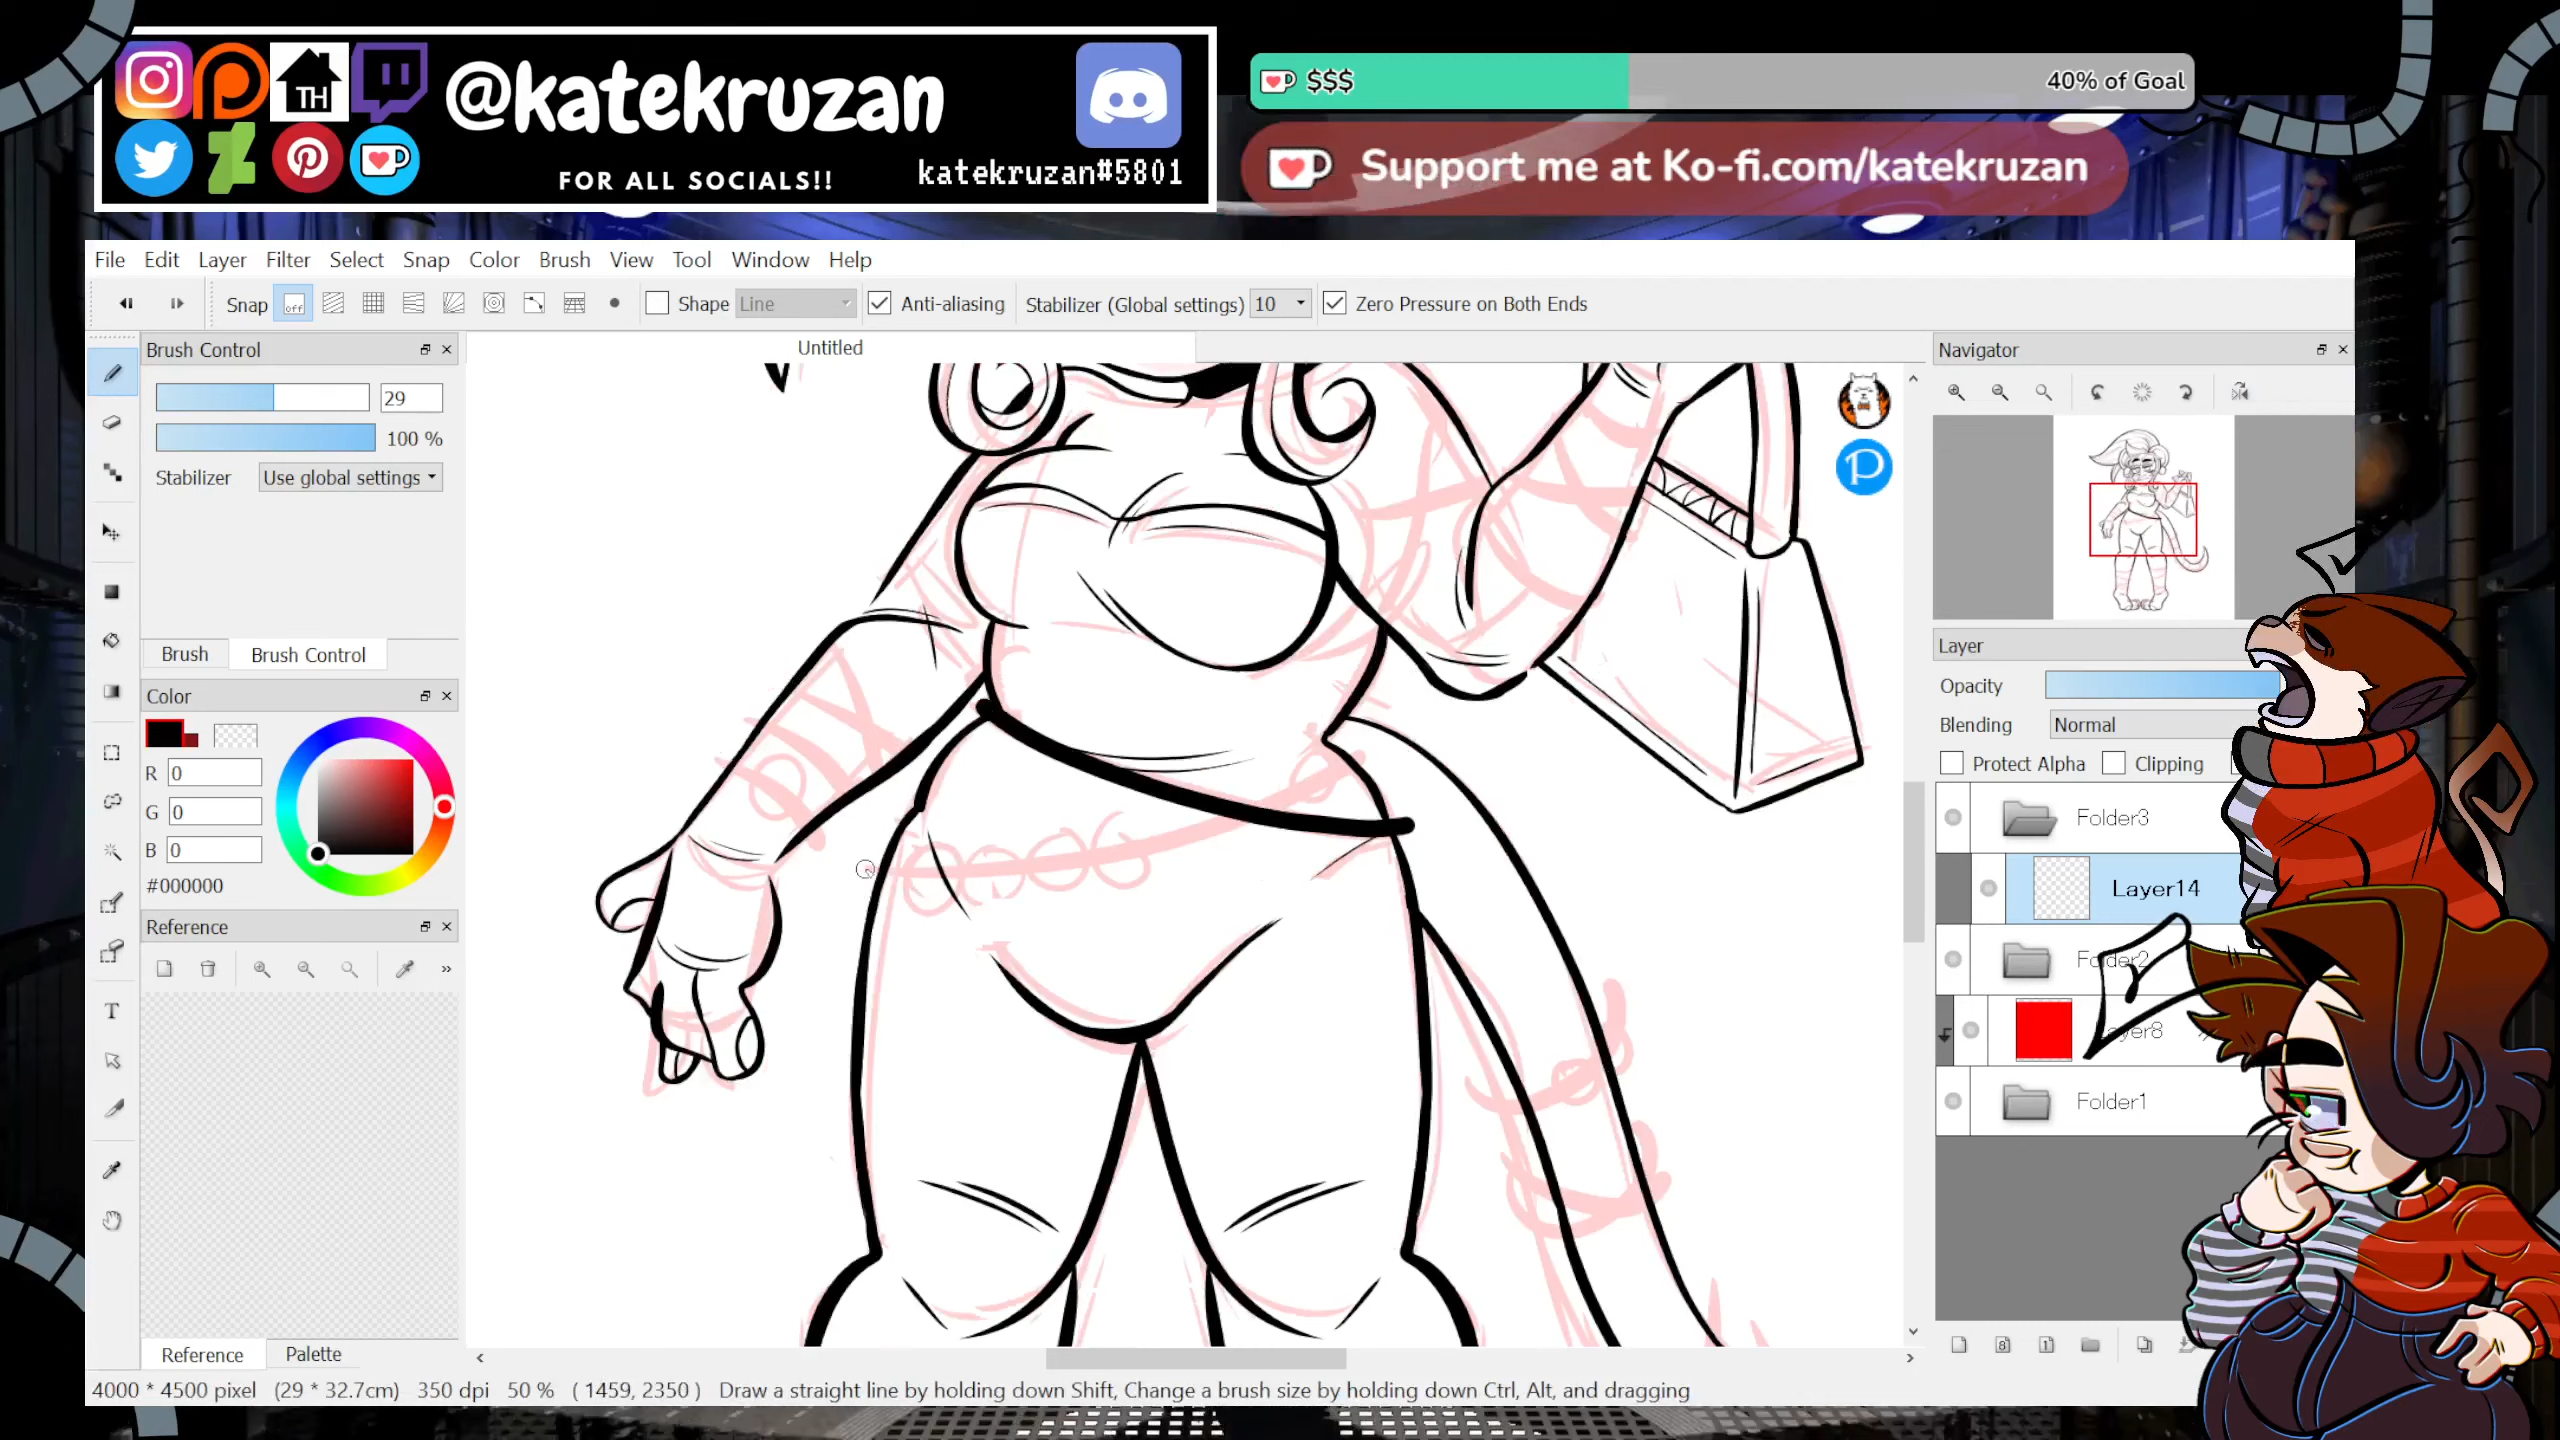 TH
@katekruzan
FOR ALL SOCIALS!!
katekruzan#5801
$$$
40% of Goal
Support me at Ko-fi.com/katekruzan
File Edit Layer Filter Select Snap Color Brush View Tool Window Help
Snap off Shape Line Anti-aliasing Stabilizer (Global settings) 10 Zero Pressure on Both Ends
Brush Control
29
100 %
Stabilizer Use global settings
Brush Brush Control
Color
R 0
G 0
B 0
#000000
Reference
T
Reference Palette
Untitled
Navigator
Layer
Opacity
Blending Normal
Protect Alpha Clipping
Folder3
Layer14
Folder2
Layer8
Folder1
4000 * 4500 pixel (29 * 32.7cm) 350 dpi 50 % ( 1459, 2350 ) Draw a straight line by holding down Shift, Change a brush size by holding down Ctrl, Alt, and dragging